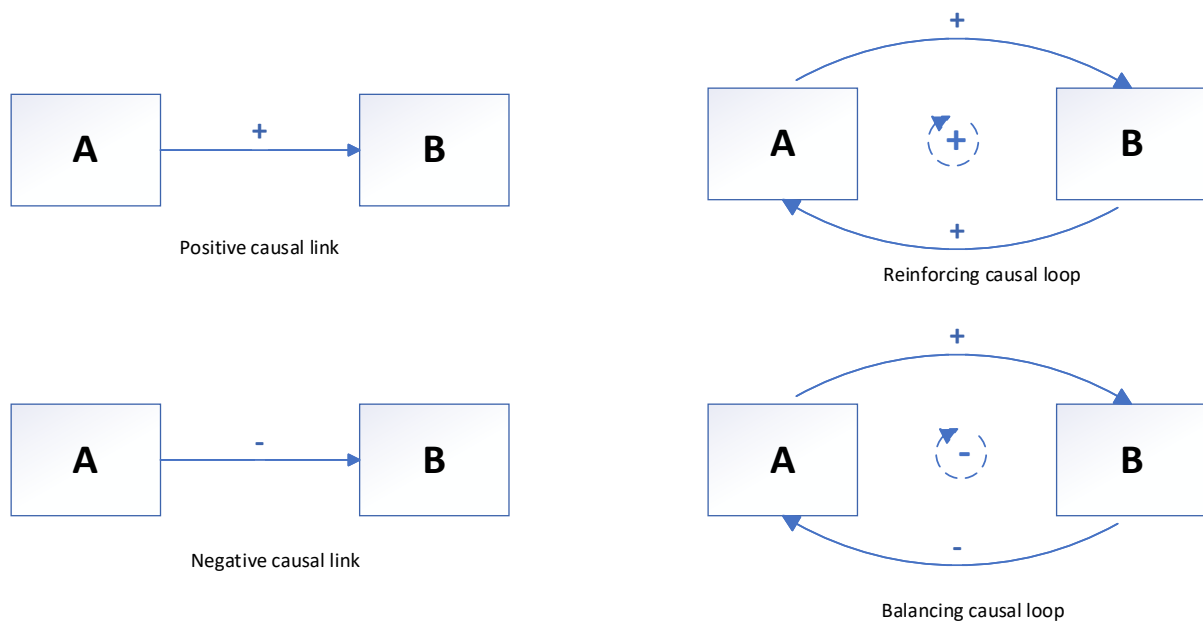 +
A
B
Positive causal link
+
A
+
B
+
Reinforcing causal loop
-
A
B
Negative causal link
+
A
-
B
-
Balancing causal loop